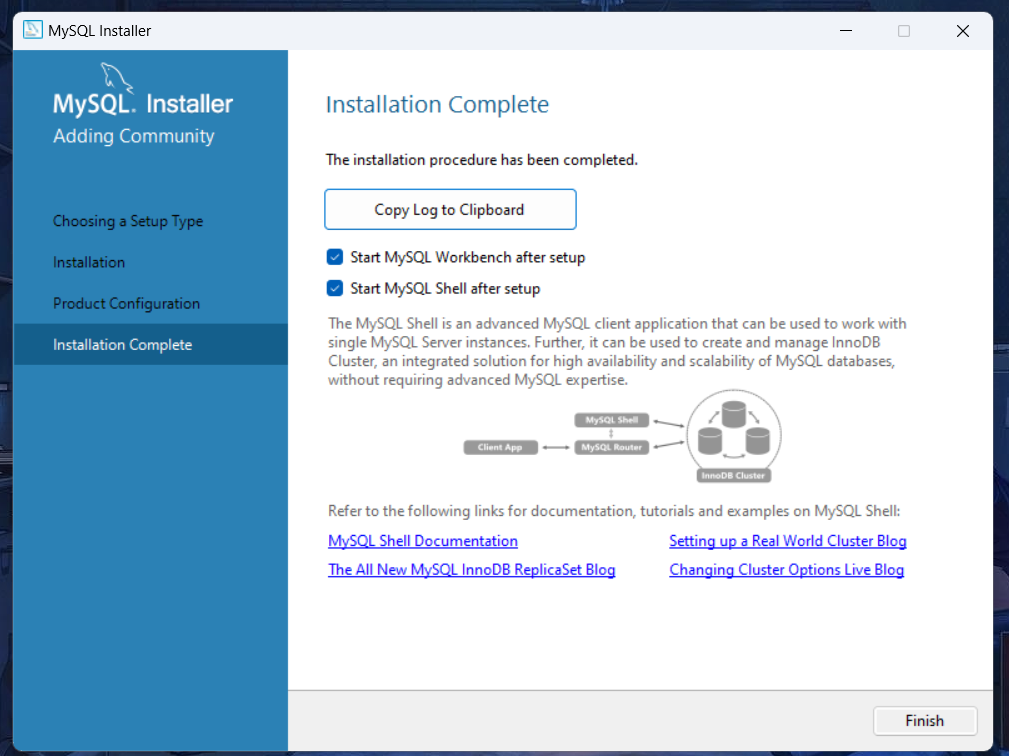 MySQL Installer
MySQL. Installer
Adding Community
Choosing a Setup Type
Installation
Product Configuration
Installation Complete
Installation Complete
The installation procedure has been completed.
Copy Log to Clipboard
Start MySQL Workbench after setup
Start MySQL Shell after setup
The MySQL Shell is an advanced MySQL client application that can be used to work with
single MySQL Server instances. Further, it can be used to create and manage InnoDB
Cluster, an integrated solution for high availability and scalability of MySQL databases,
without requiring advanced MySQL expertise.
MySQL Shell
Client App
MySQL Router
InnoDB Cluster
Refer to the following links for documentation, tutorials and examples on MySQL Shell:
MySQL Shell Documentation
Setting up a Real World Cluster Blog
The All New MySQL InnoDB ReplicaSet Blog
Changing Cluster Options Live Blog
Finish